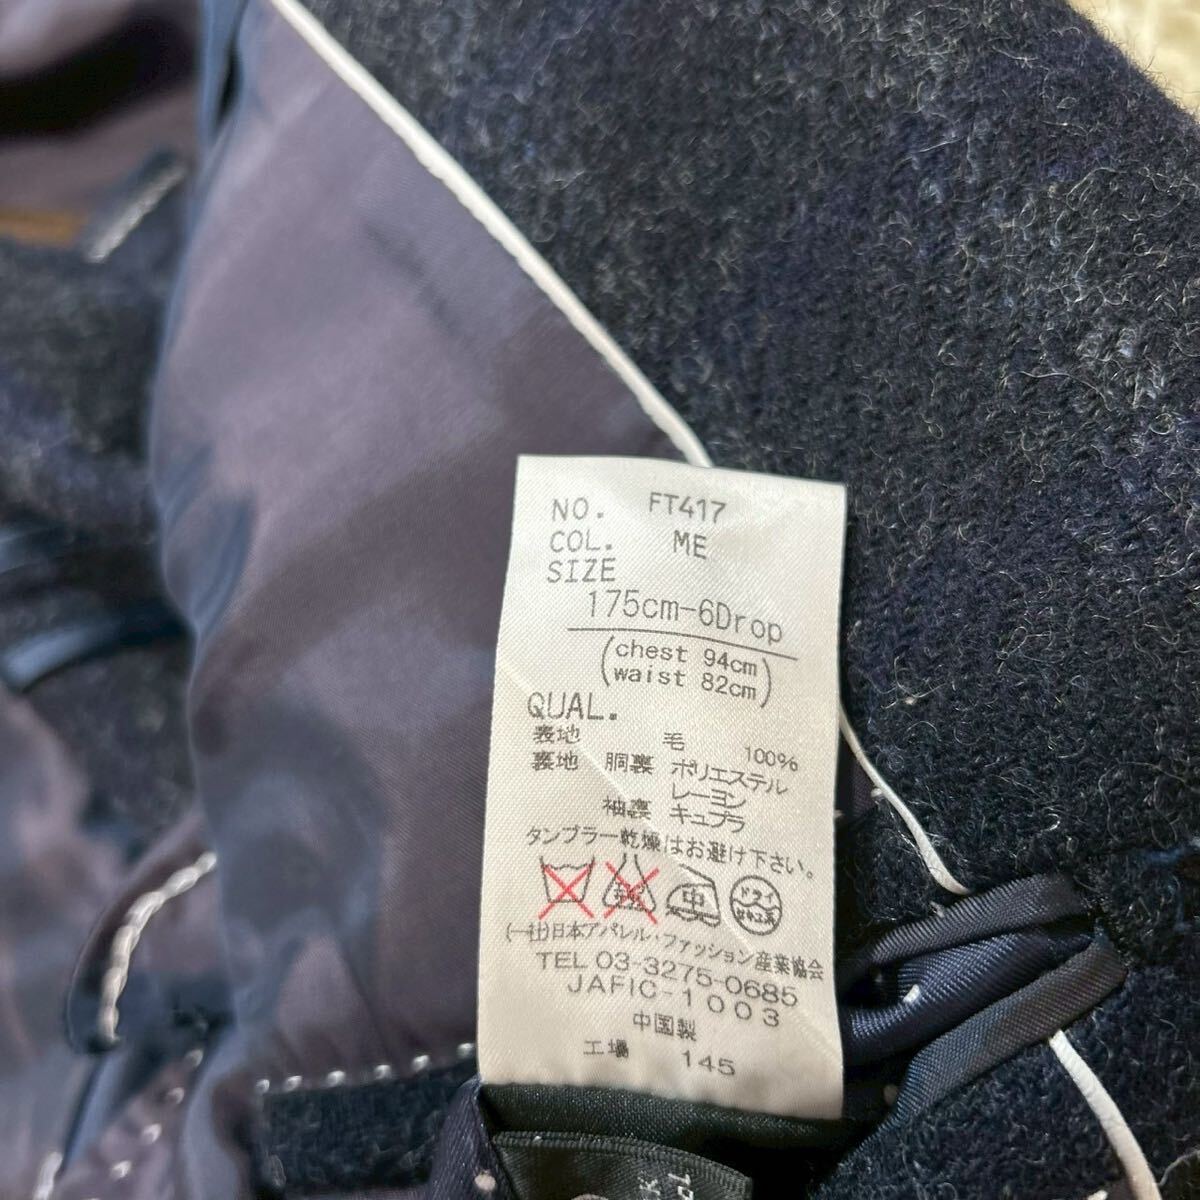 NO. FT417
COL. ME
SIZE
175cm-6Drop
(chest 94cm
waist 82cm)
QUAL.
表地 毛 100%
裏地 胴裏 ポリエステル
レーヨン
袖裏 キュプラ
タンブラー乾燥はお避け下さい。
中 ドライ
(一社)日本アパレル・ファッション産業協会
TEL 03-3275-0685
JAFIC-1003
中国製
工場 145